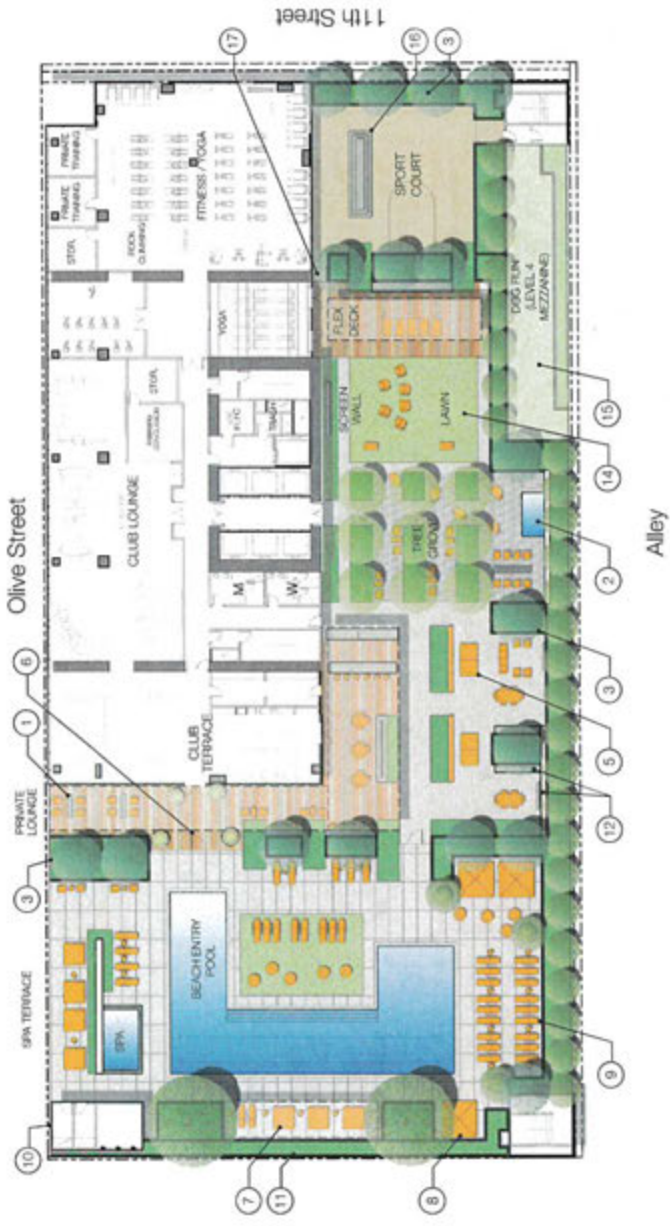 11th Street
Olive Street
Alley
17
16
3
PRIVATE
TRAINING
PRIVATE
TRAINING
STOR.
ROCK
CLIMBING
FITNESS / YOGA
SPORT
COURT
YOGA
FLEX
DECK
DOG RUN
(LEVEL 4
MEZZANINE)
15
STOR.
TRASH
SCREEN
WALL
LAWN
14
CLUB LOUNGE
TREE
GROVE
2
M
W
6
1
3
5
12
PRIVATE
LOUNGE
CLUB
TERRACE
3
SPA TERRACE
SPA
BEACH ENTRY
POOL
9
10
7
11
8